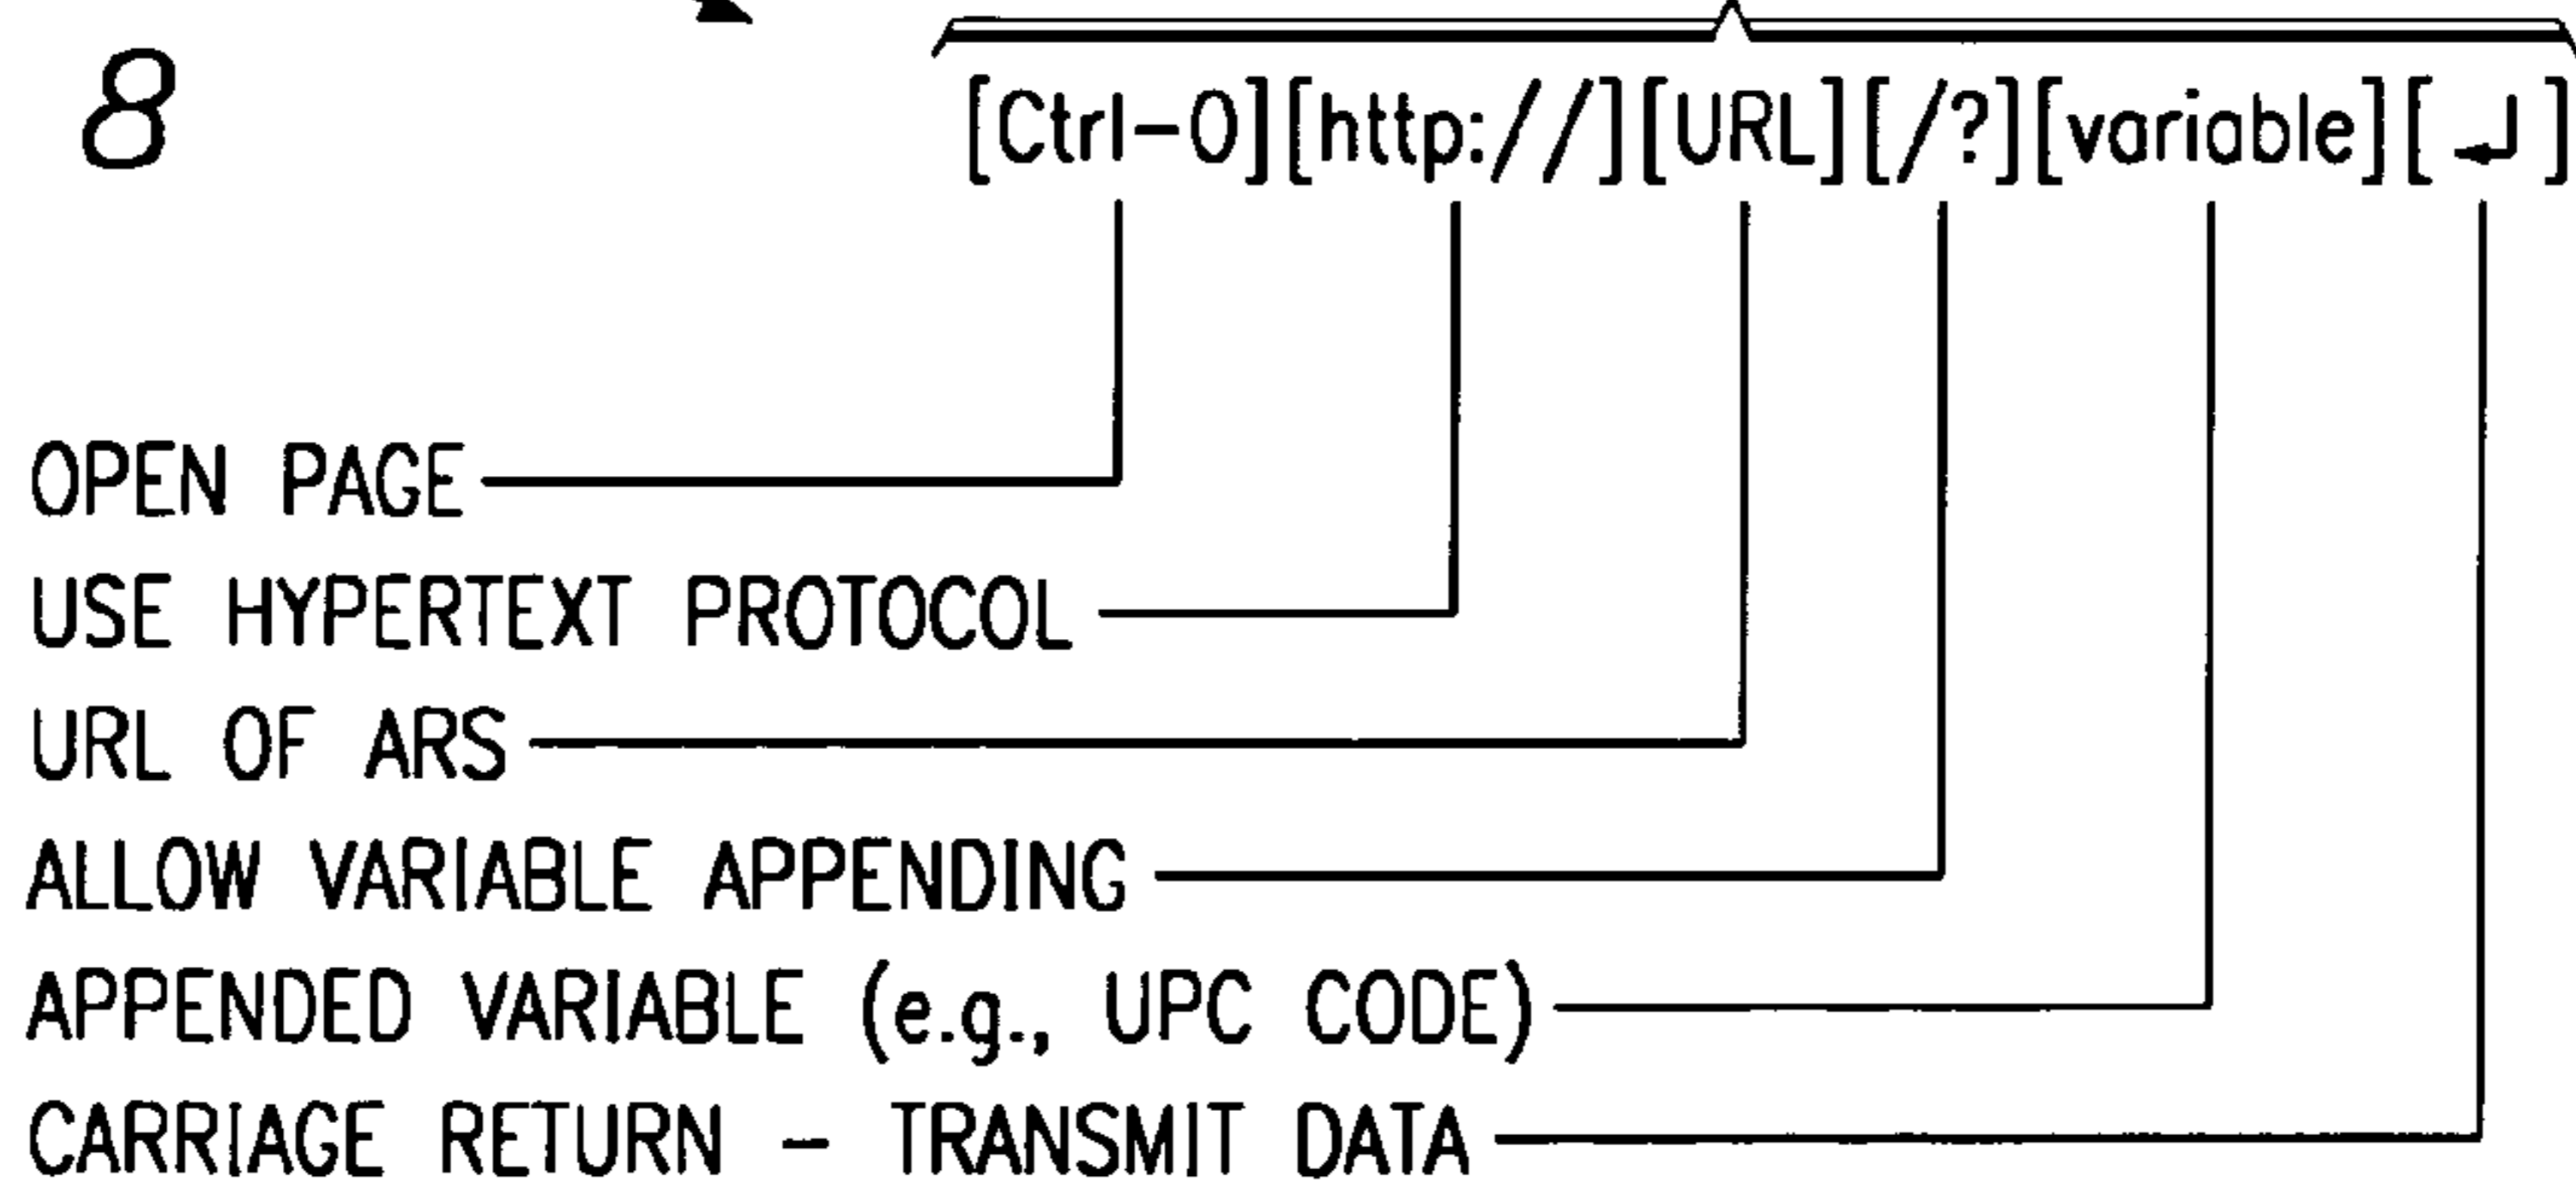 8
[Ctrl-O][http://][URL][/?][variable][↵]
OPEN PAGE
USE HYPERTEXT PROTOCOL
URL OF ARS
ALLOW VARIABLE APPENDING
APPENDED VARIABLE (e.g., UPC CODE)
CARRIAGE RETURN - TRANSMIT DATA